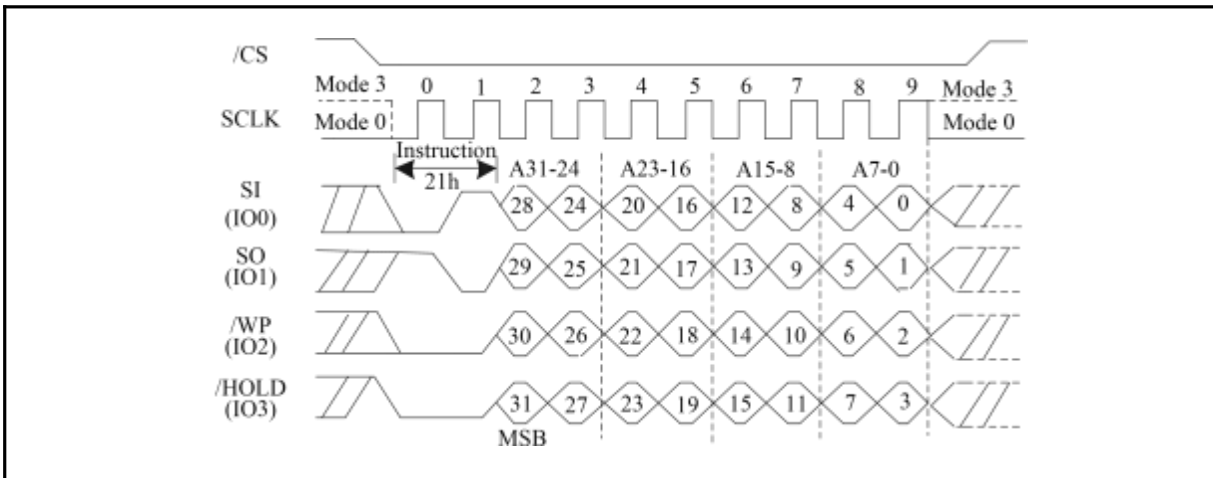 /CS
Mode 3 0 1 2 3 4 5 6 7 8 9 Mode 3
SCLK Mode 0 Mode 0
Instruction A31-24 A23-16 A15-8 A7-0
21h
SI
(IO0) 28 24 20 16 12 8 4 0
SO
(IO1) 29 25 21 17 13 9 5 1
/WP
(IO2) 30 26 22 18 14 10 6 2
/HOLD
(IO3) 31 27 23 19 15 11 7 3
MSB